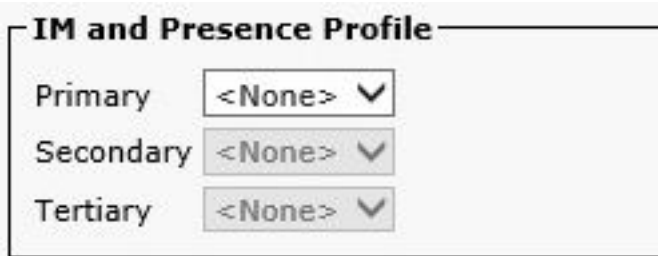 IM and Presence Profile
Primary <None>
Secondary <None>
Tertiary <None>